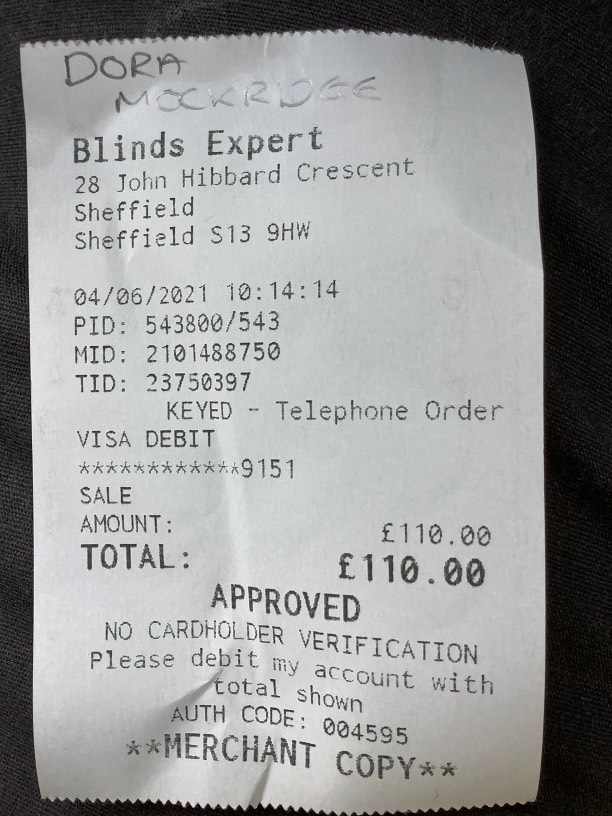 DORA
MOCKRIDGE
Blinds Expert
28 John Hibbard Crescent
Sheffield
Sheffield S13 9HW
04/06/2021 10:14:14
PID: 543800/543
MID: 2101488750
TID: 23750397
KEYED - Telephone Order
VISA DEBIT
************9151
SALE
AMOUNT: £110.00
TOTAL: £110.00
APPROVED
NO CARDHOLDER VERIFICATION
Please debit my account with
total shown
AUTH CODE: 004595
**MERCHANT COPY**